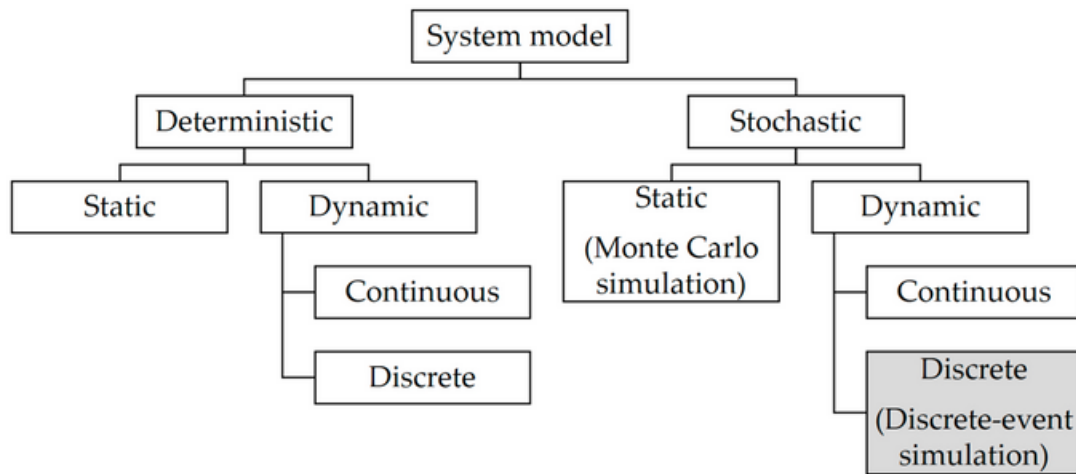 System model
Deterministic
Stochastic
Static
Dynamic
Static
(Monte Carlo
simulation)
Dynamic
Continuous
Continuous
Discrete
Discrete
(Discrete-event
simulation)